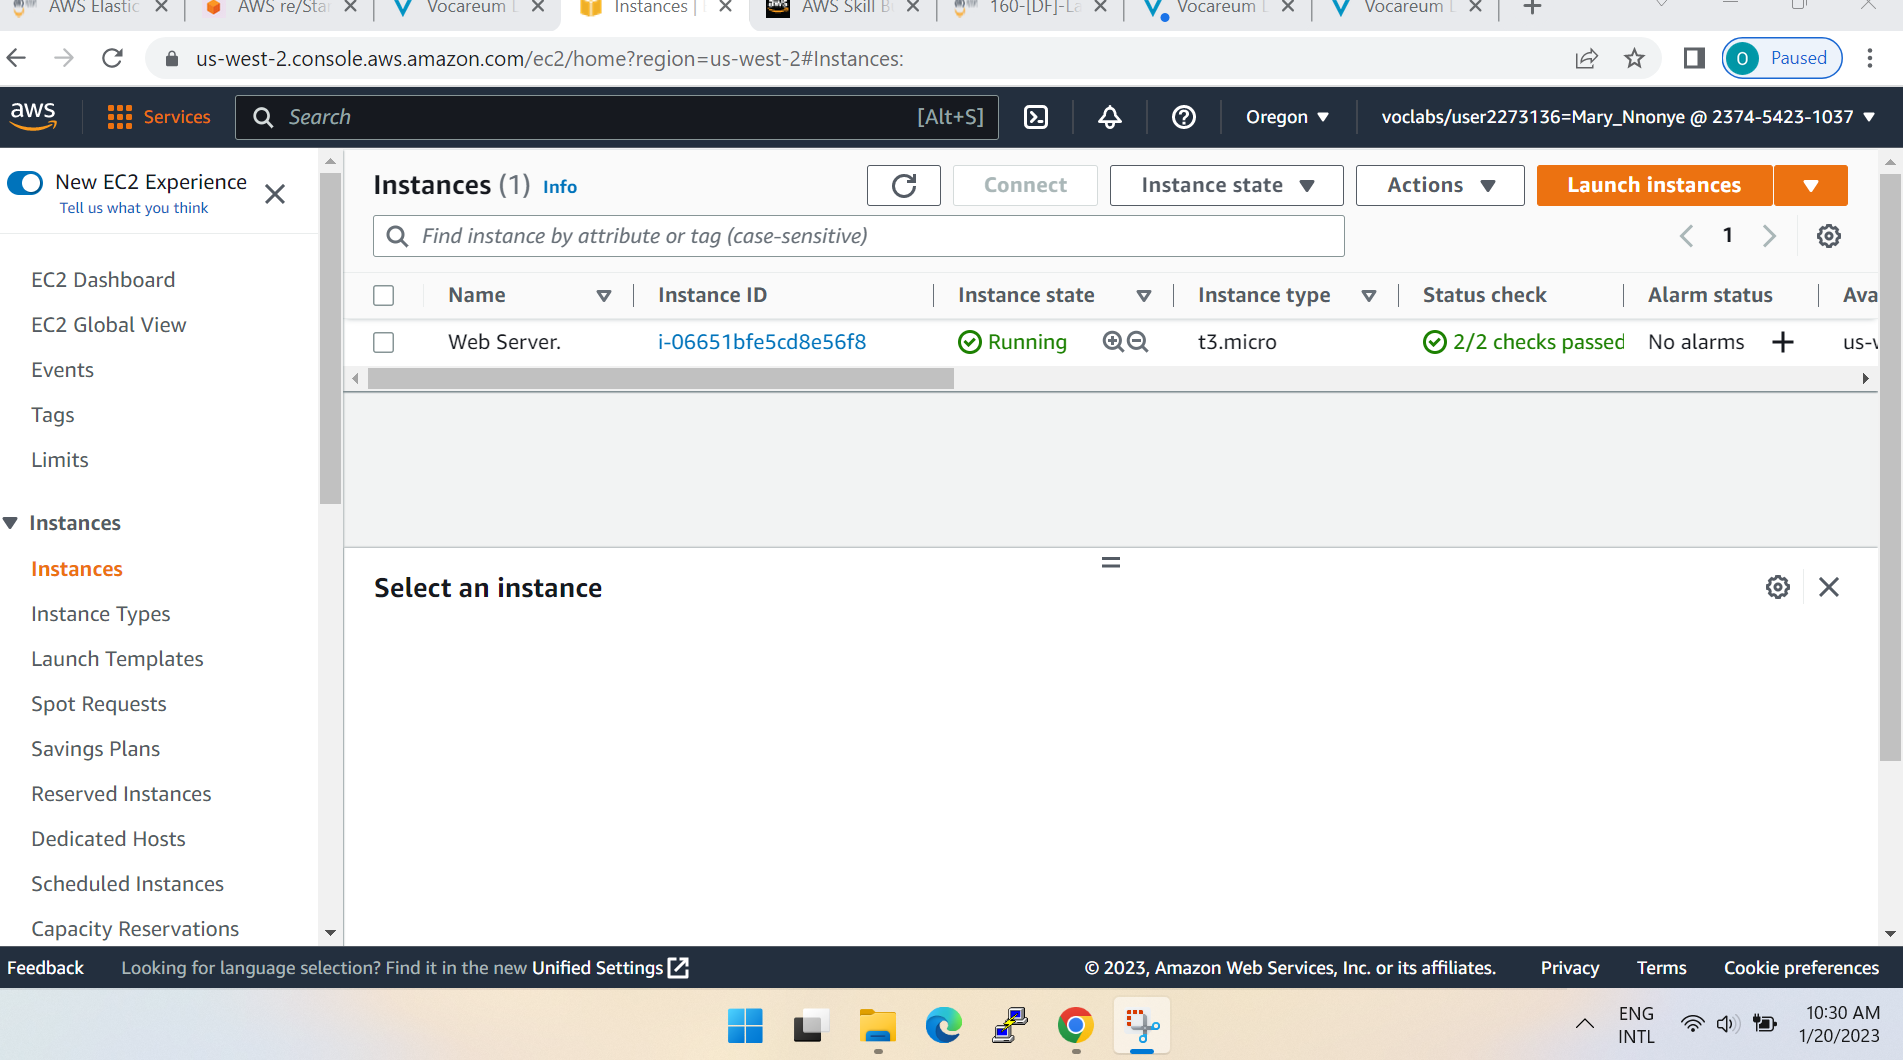 AWS Elastic
AWS re/Star
Vocareum
Instances |
AWS Skill B
160-[DF]-La
Vocareum
Vocareum
us-west-2.console.aws.amazon.com/ec2/home?region=us-west-2#Instances:
O Paused
aws
Services
Search
[Alt+S]
Oregon
voclabs/user2273136=Mary_Nnonye @ 2374-5423-1037
New EC2 Experience
Tell us what you think
EC2 Dashboard
EC2 Global View
Events
Tags
Limits
Instances
Instances
Instance Types
Launch Templates
Spot Requests
Savings Plans
Reserved Instances
Dedicated Hosts
Scheduled Instances
Capacity Reservations
Instances (1) Info
Connect
Instance state
Actions
Launch instances
Find instance by attribute or tag (case-sensitive)
1
Name Instance ID Instance state Instance type Status check Alarm status Ava
Web Server. i-06651bfe5cd8e56f8 Running t3.micro 2/2 checks passed No alarms + us-
Select an instance
Feedback Looking for language selection? Find it in the new Unified Settings
© 2023, Amazon Web Services, Inc. or its affiliates. Privacy Terms Cookie preferences
ENG
INTL
10:30 AM
1/20/2023